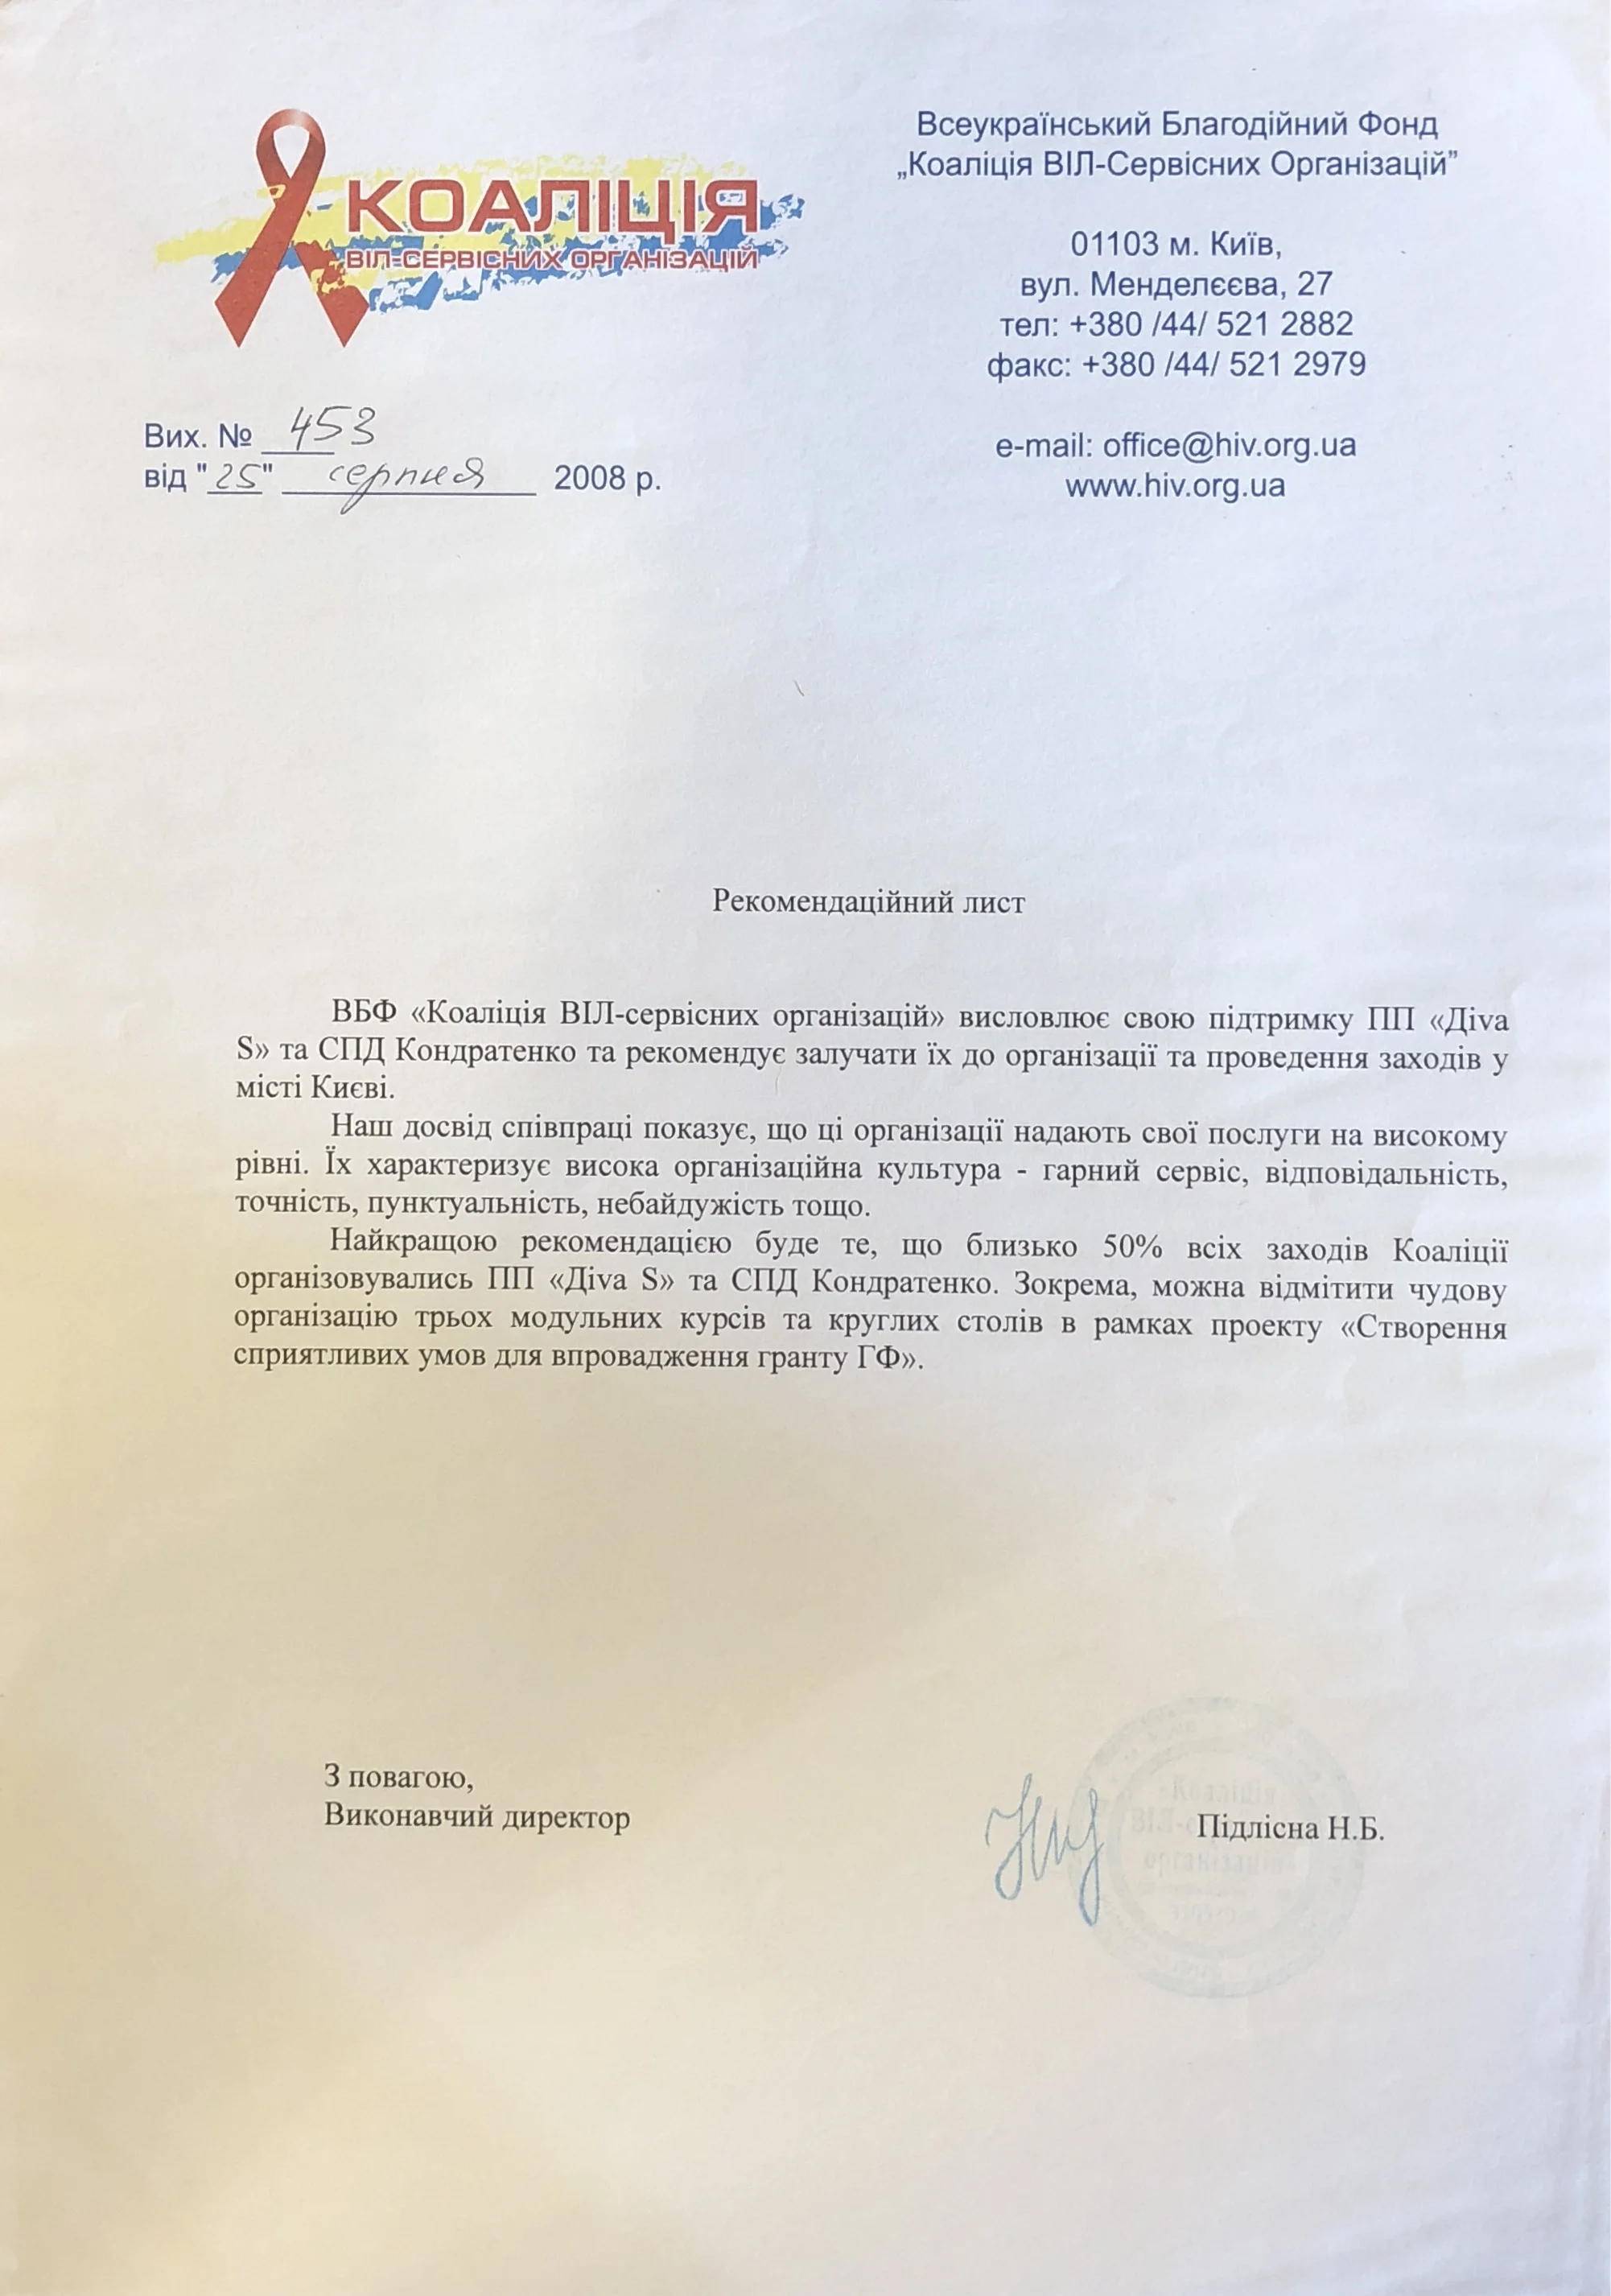 КОАЛІЦІЯ
ВІЛ-СЕРВІСНИХ ОРГАНІЗАЦІЙ
Всеукраїнський Благодійний Фонд
„Коаліція ВІЛ-Сервісних Організацій”
01103 м. Київ,
вул. Менделєєва, 27
тел: +380 /44/ 521 2882
факс: +380 /44/ 521 2979
e-mail: office@hiv.org.ua
www.hiv.org.ua
Вих. № 453
від "25" серпня 2008 р.
Рекомендаційний лист
ВБФ «Коаліція ВІЛ-сервісних організацій» висловлює свою підтримку ПП «Діva
S» та СПД Кондратенко та рекомендує залучати їх до організації та проведення заходів у
місті Києві.
Наш досвід співпраці показує, що ці організації надають свої послуги на високому
рівні. Їх характеризує висока організаційна культура - гарний сервіс, відповідальність,
точність, пунктуальність, небайдужість тощо.
Найкращою рекомендацією буде те, що близько 50% всіх заходів Коаліції
організовувались ПП «Діva S» та СПД Кондратенко. Зокрема, можна відмітити чудову
організацію трьох модульних курсів та круглих столів в рамках проекту «Створення
сприятливих умов для впровадження гранту ГФ».
З повагою,
Виконавчий директор
Підлісна Н.Б.
Коаліція
організацій